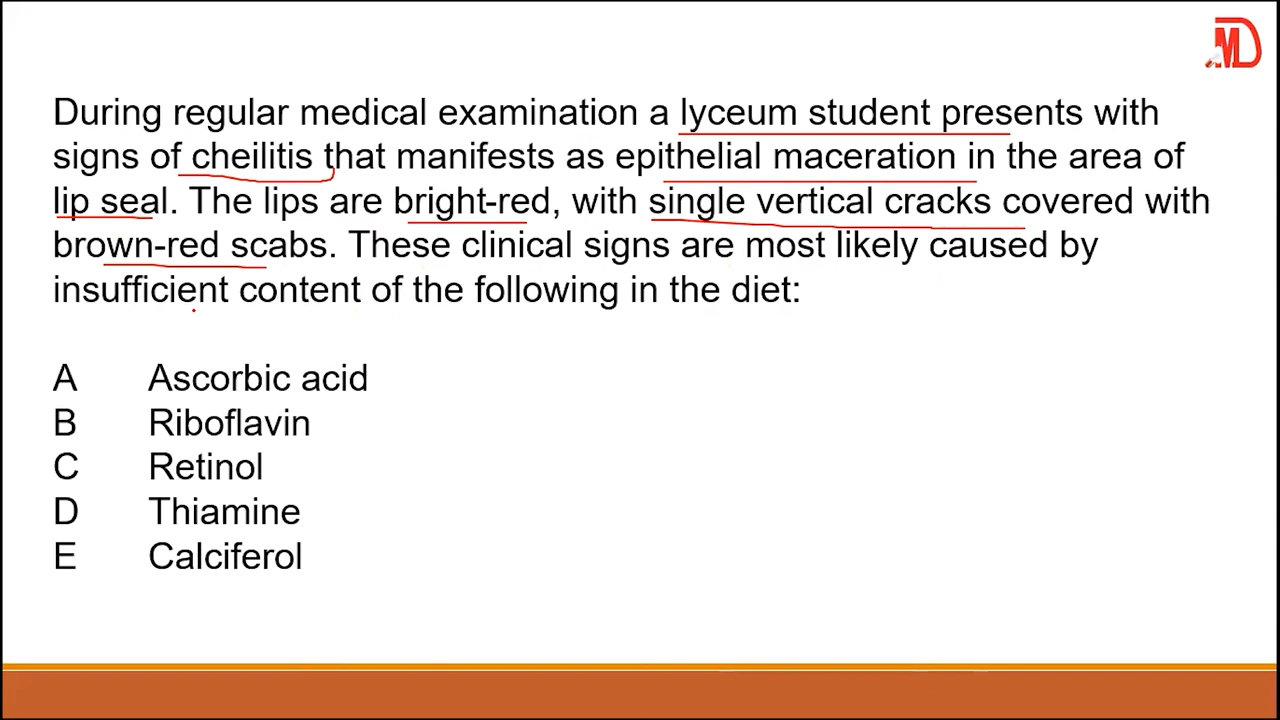 MD
During regular medical examination a lyceum student presents with
signs of cheilitis that manifests as epithelial maceration in the area of
lip seal. The lips are bright-red, with single vertical cracks covered with
brown-red scabs. These clinical signs are most likely caused by
insufficient content of the following in the diet:
A Ascorbic acid
B Riboflavin
C Retinol
D Thiamine
E Calciferol